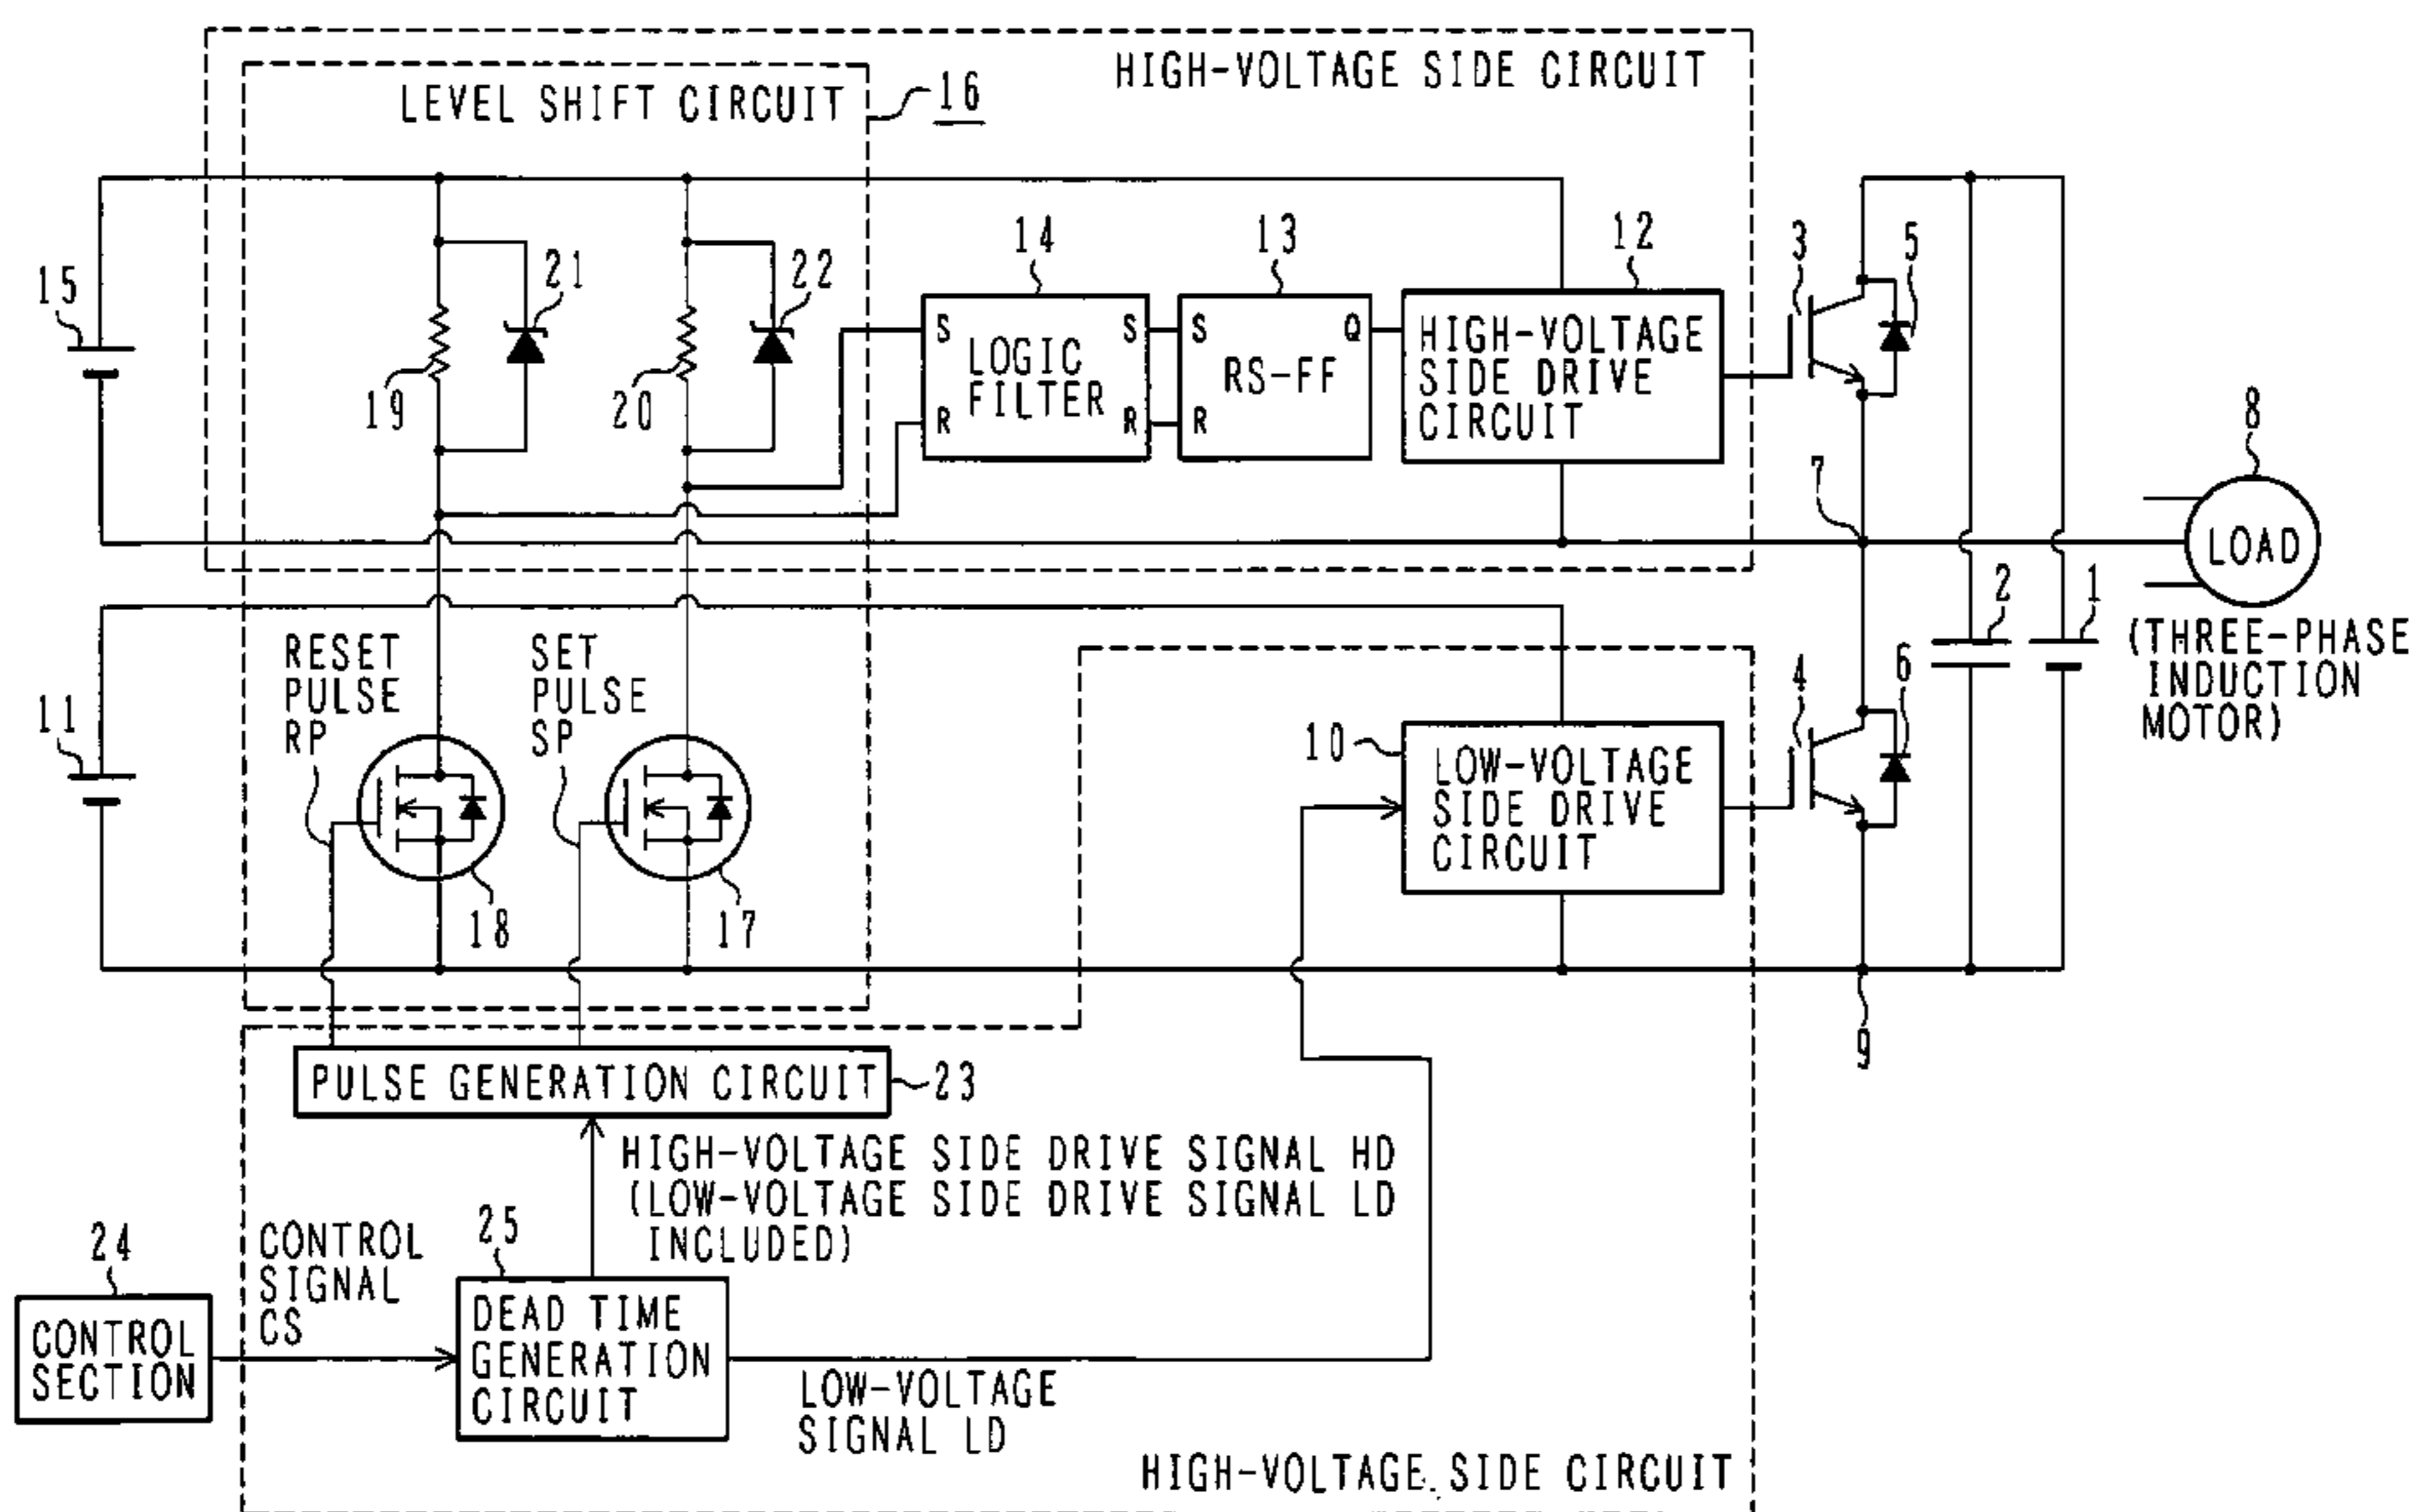 HIGH-VOLTAGE SIDE CIRCUIT
LEVEL SHIFT CIRCUIT
16
15
21
22
14
13
12
3
5
19
20
S
R
LOGIC
FILTER
S
R
S
R
RS-FF
Q
HIGH-VOLTAGE
SIDE DRIVE
CIRCUIT
7
8
LOAD
(THREE-PHASE
INDUCTION
MOTOR)
2
1
11
RESET
PULSE
RP
SET
PULSE
SP
18
17
10
LOW-VOLTAGE
SIDE DRIVE
CIRCUIT
4
6
9
PULSE GENERATION CIRCUIT
23
HIGH-VOLTAGE SIDE DRIVE SIGNAL HD
(LOW-VOLTAGE SIDE DRIVE SIGNAL LD
INCLUDED)
24
CONTROL
SECTION
CONTROL
SIGNAL
CS
25
DEAD TIME
GENERATION
CIRCUIT
LOW-VOLTAGE
SIGNAL LD
HIGH-VOLTAGE SIDE CIRCUIT